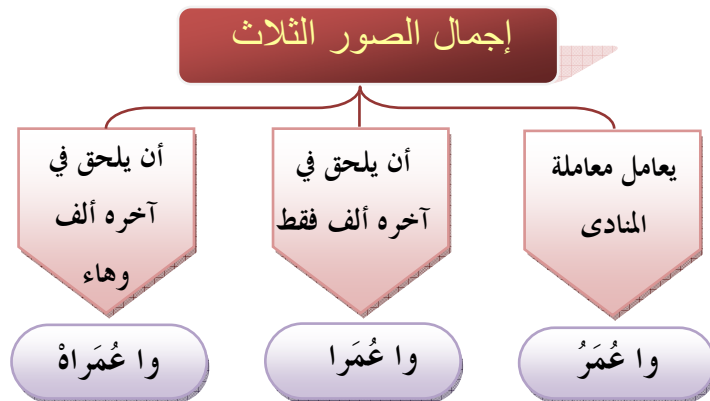 إجمال الصور الثلاث
يعامل معاملة
المنادى
أن يلحق في
آخره ألف فقط
أن يلحق في
آخره ألف
وهاء
وا عُمَرُ
وا عُمَرا
وا عُمَراهْ